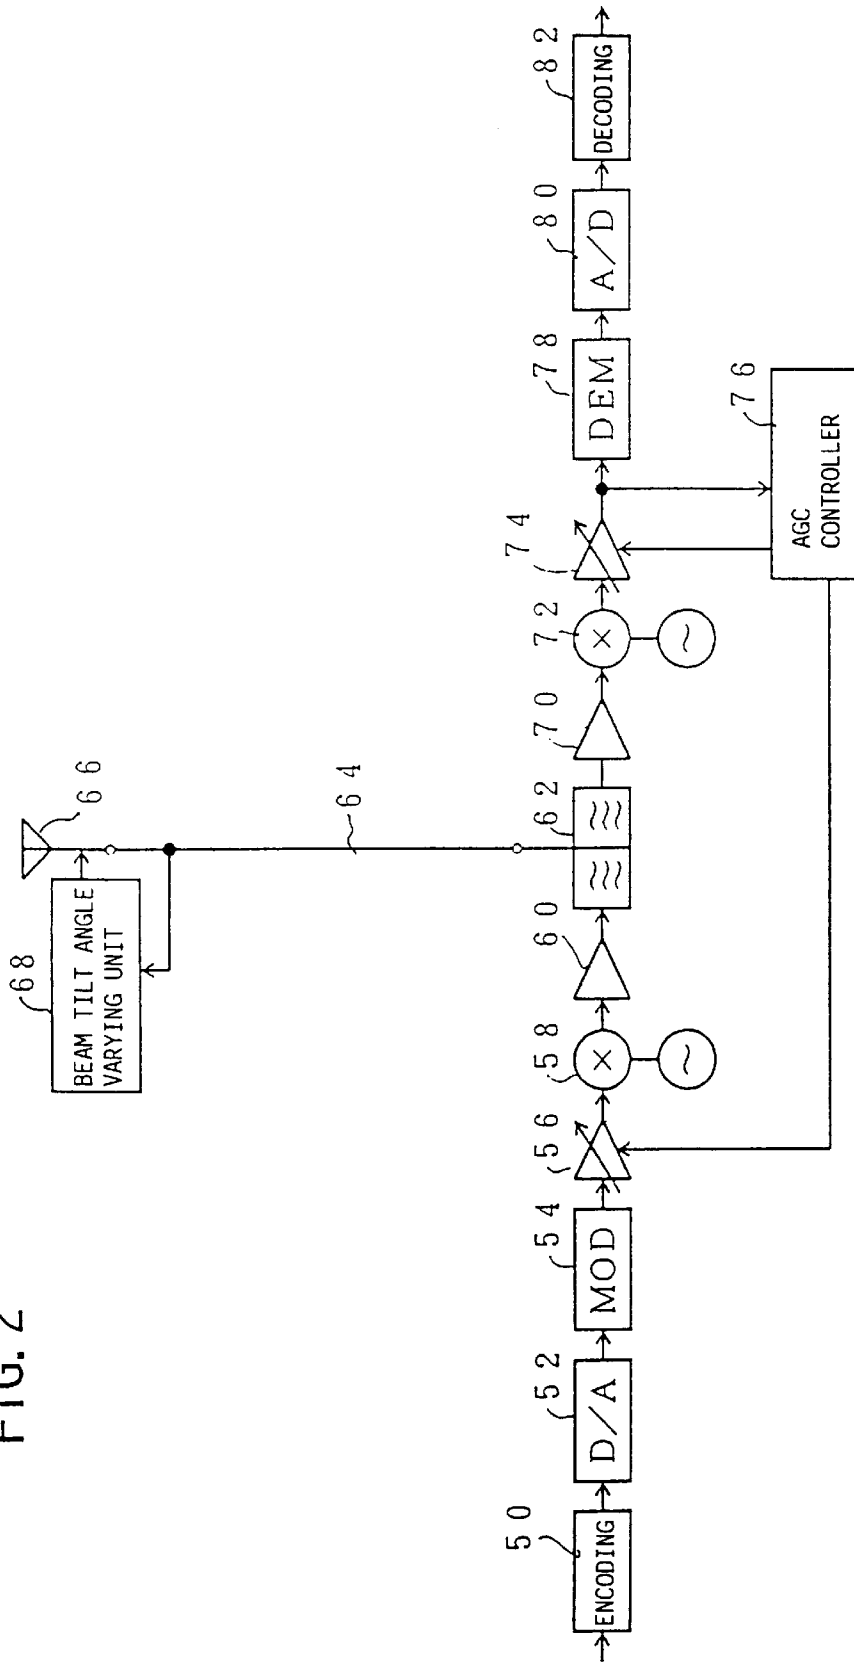 FIG. 2
68
BEAM TILT ANGLE
VARYING UNIT
66
64
50
ENCODING
52
D/A
54
MOD
56
58
×
~
60
62
70
72
×
~
74
78
DEM
80
A/D
82
DECODING
76
AGC
CONTROLLER